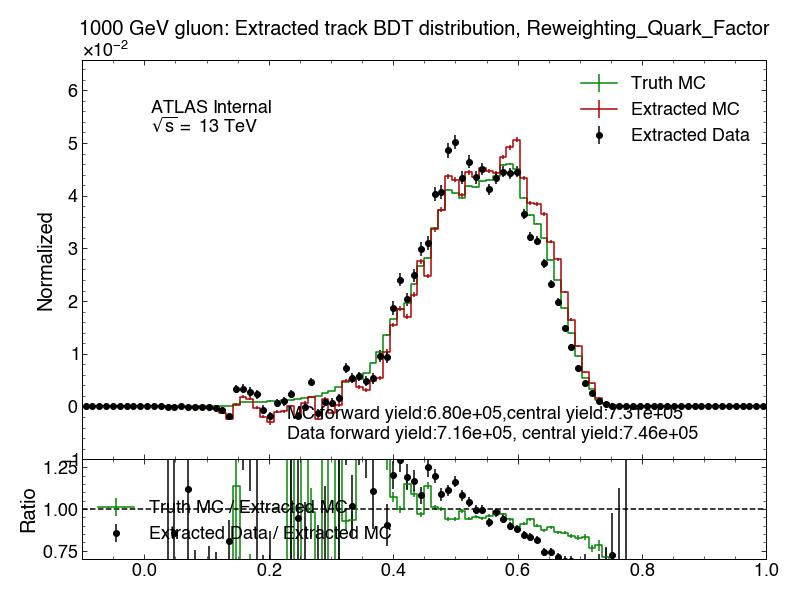 1000 GeV gluon: Extracted track BDT distribution, Reweighting_Quark_Factor
×10⁻²
ATLAS Internal
√s = 13 TeV
Truth MC
Extracted MC
Extracted Data
Normalized
6
5
4
3
2
1
0
1
MC forward yield:6.80e+05,central yield:7.31e+05
Data forward yield:7.16e+05, central yield:7.46e+05
Ratio
1.25
1.00
0.75
Truth MC / Extracted MC
Extracted Data / Extracted MC
0.0 0.2 0.4 0.6 0.8 1.0